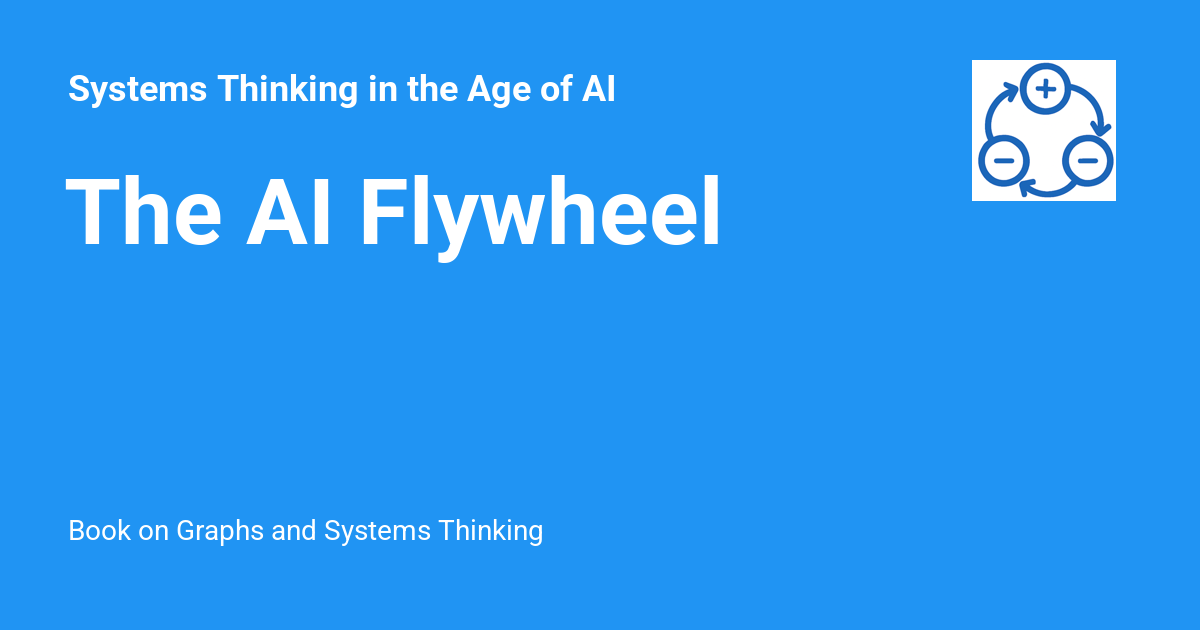 Systems Thinking in the Age of AI
The AI Flywheel
Book on Graphs and Systems Thinking